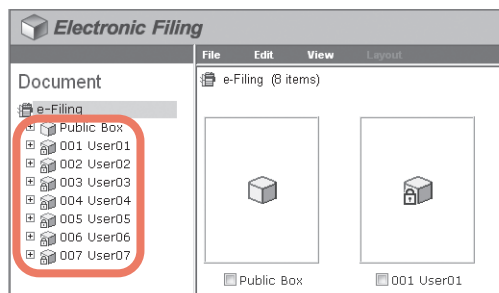 Electronic Filing
File Edit View Layout
Document
e-Filing (8 items)
e-Filing
Public Box
001 User01
002 User02
003 User03
004 User04
005 User05
006 User06
007 User07
Public Box
001 User01